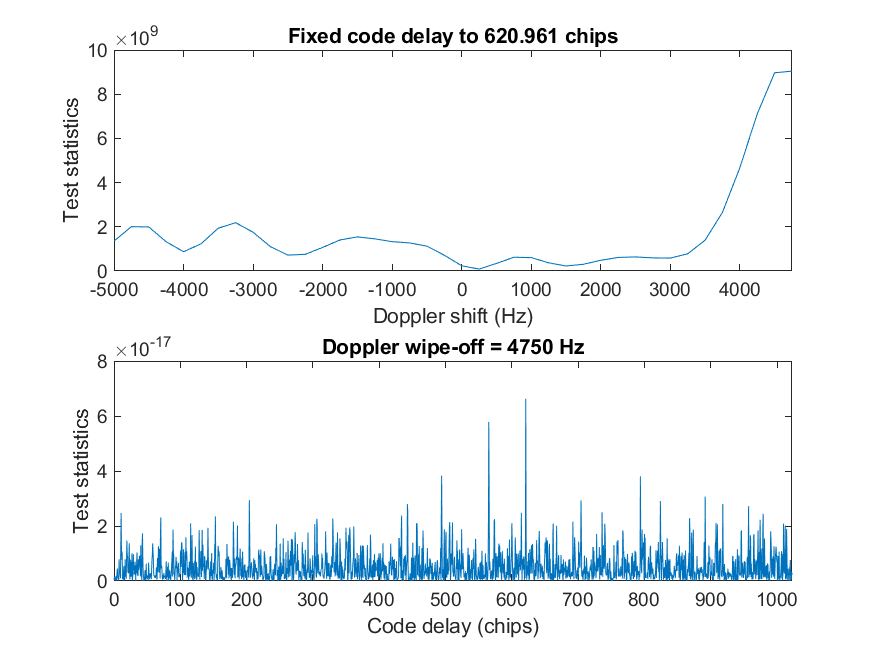 ×10^9
Fixed code delay to 620.961 chips
10
8
6
4
2
0
Test statistics
-5000 -4000 -3000 -2000 -1000 0 1000 2000 3000 4000
Doppler shift (Hz)
×10^-17
Doppler wipe-off = 4750 Hz
8
6
4
2
0
Test statistics
0 100 200 300 400 500 600 700 800 900 1000
Code delay (chips)